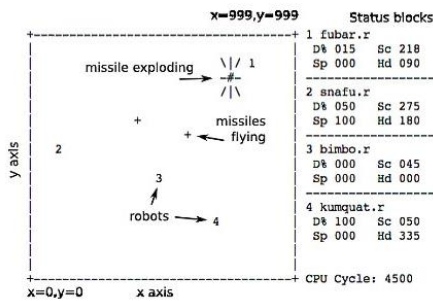 x=999,y=999
Status blocks
1 fubar.r
D% 015 Sc 218
Sp 000 Hd 090
2 snafu.r
D% 050 Sc 275
Sp 100 Hd 180
3 bimbo.r
D% 000 Sc 045
Sp 000 Hd 000
4 kumquat.r
D% 100 Sc 050
Sp 000 Hd 335
CPU Cycle: 4500
\|/ 1
missile exploding
-#-
/|\
missiles
flying
+
+
2
3
robots
4
y axis
x=0,y=0
x axis